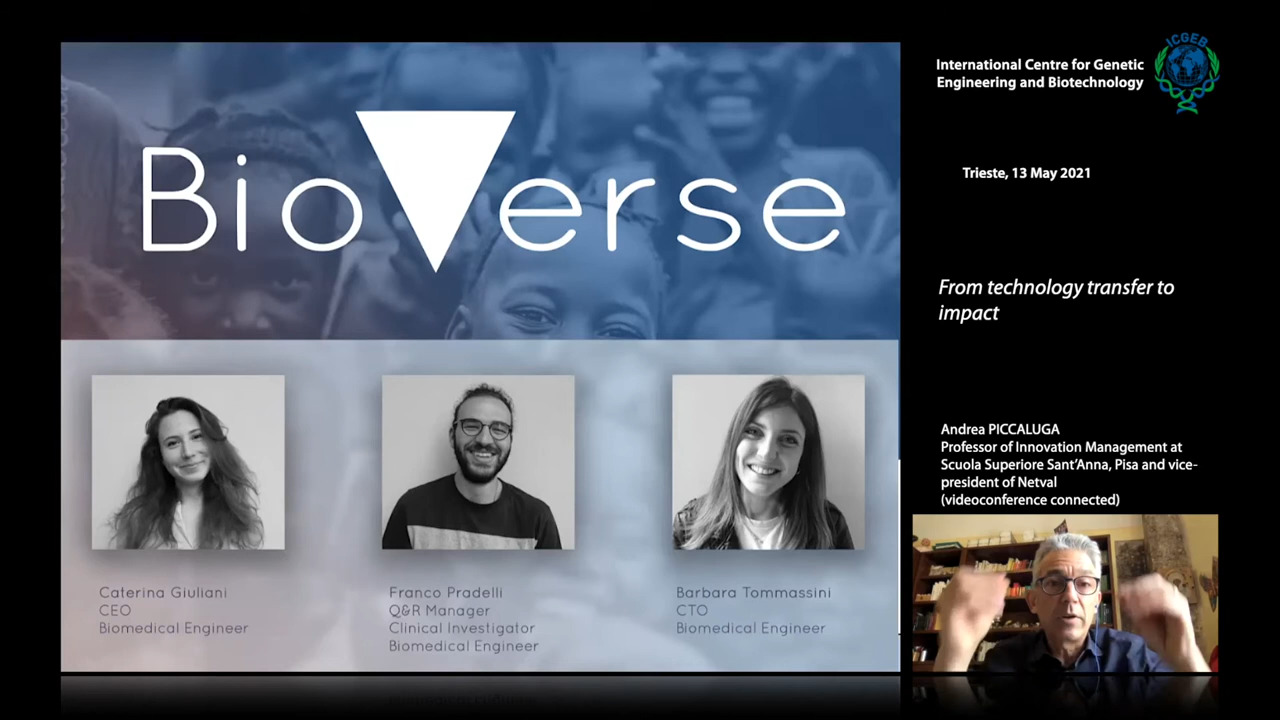 BioVerse
Caterina Giuliani
CEO
Biomedical Engineer
Franco Pradelli
Q&R Manager
Clinical Investigator
Biomedical Engineer
Barbara Tommassini
CTO
Biomedical Engineer
International Centre for Genetic
Engineering and Biotechnology
ICGEB
Trieste, 13 May 2021
From technology transfer to
impact
Andrea PICCALUGA
Professor of Innovation Management at
Scuola Superiore Sant’Anna, Pisa and vice-
president of Netval
(videoconference connected)